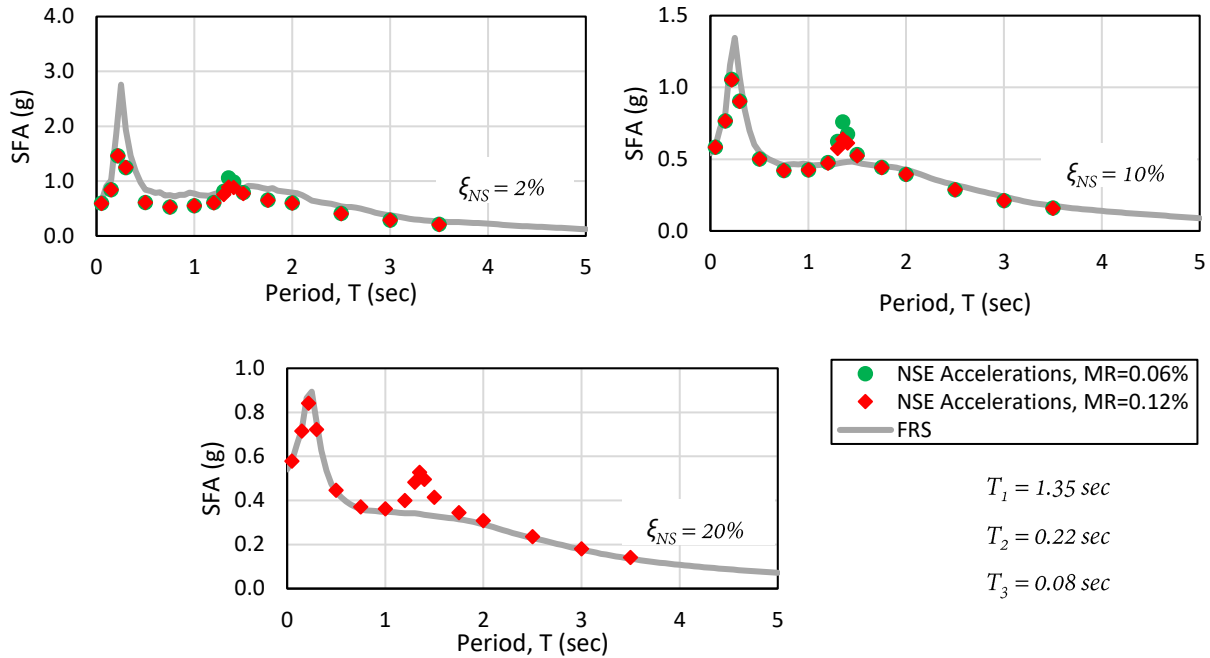 4.0
3.0
2.0
1.0
0.0
SFA (g)
0 1 2 3 4 5
Period, T (sec)
ξNS = 2%
1.5
1.0
0.5
0.0
SFA (g)
0 1 2 3 4 5
Period, T (sec)
ξNS = 10%
1.0
0.8
0.6
0.4
0.2
0.0
SFA (g)
0 1 2 3 4 5
Period, T (sec)
ξNS = 20%
NSE Accelerations, MR=0.06%
NSE Accelerations, MR=0.12%
FRS
T1 = 1.35 sec
T2 = 0.22 sec
T3 = 0.08 sec